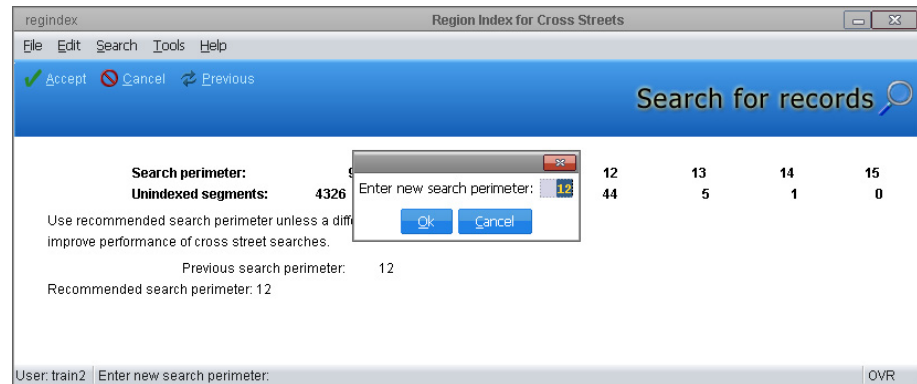 regindex Region Index for Cross Streets
File Edit Search Tools Help
Accept Cancel Previous
Search for records
Search perimeter: 12 13 14 15
Unindexed segments: 4326 44 5 1 0
Enter new search perimeter: 12
Ok Cancel
Use recommended search perimeter unless a
improve performance of cross street searches.
Previous search perimeter: 12
Recommended search perimeter: 12
User: train2 Enter new search perimeter: OVR